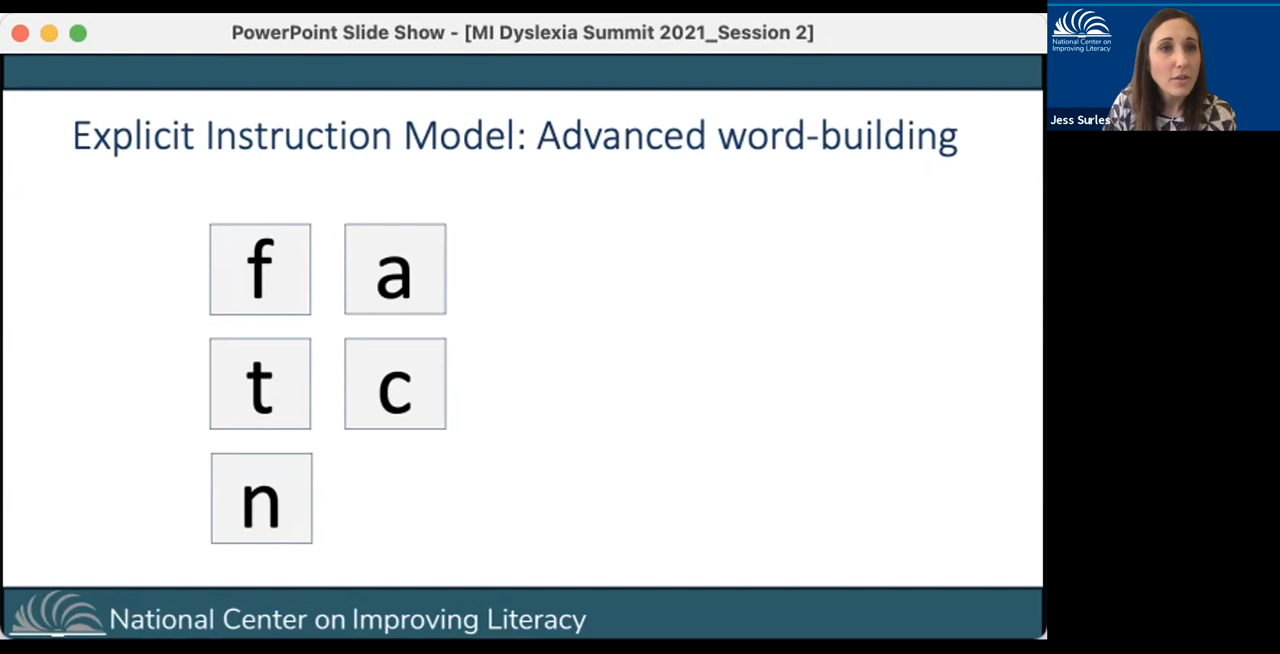 PowerPoint Slide Show - [MI Dyslexia Summit 2021_Session 2]
National Center on
Improving Literacy
Jess Surles
Explicit Instruction Model: Advanced word-building
f a
t c
n
National Center on Improving Literacy